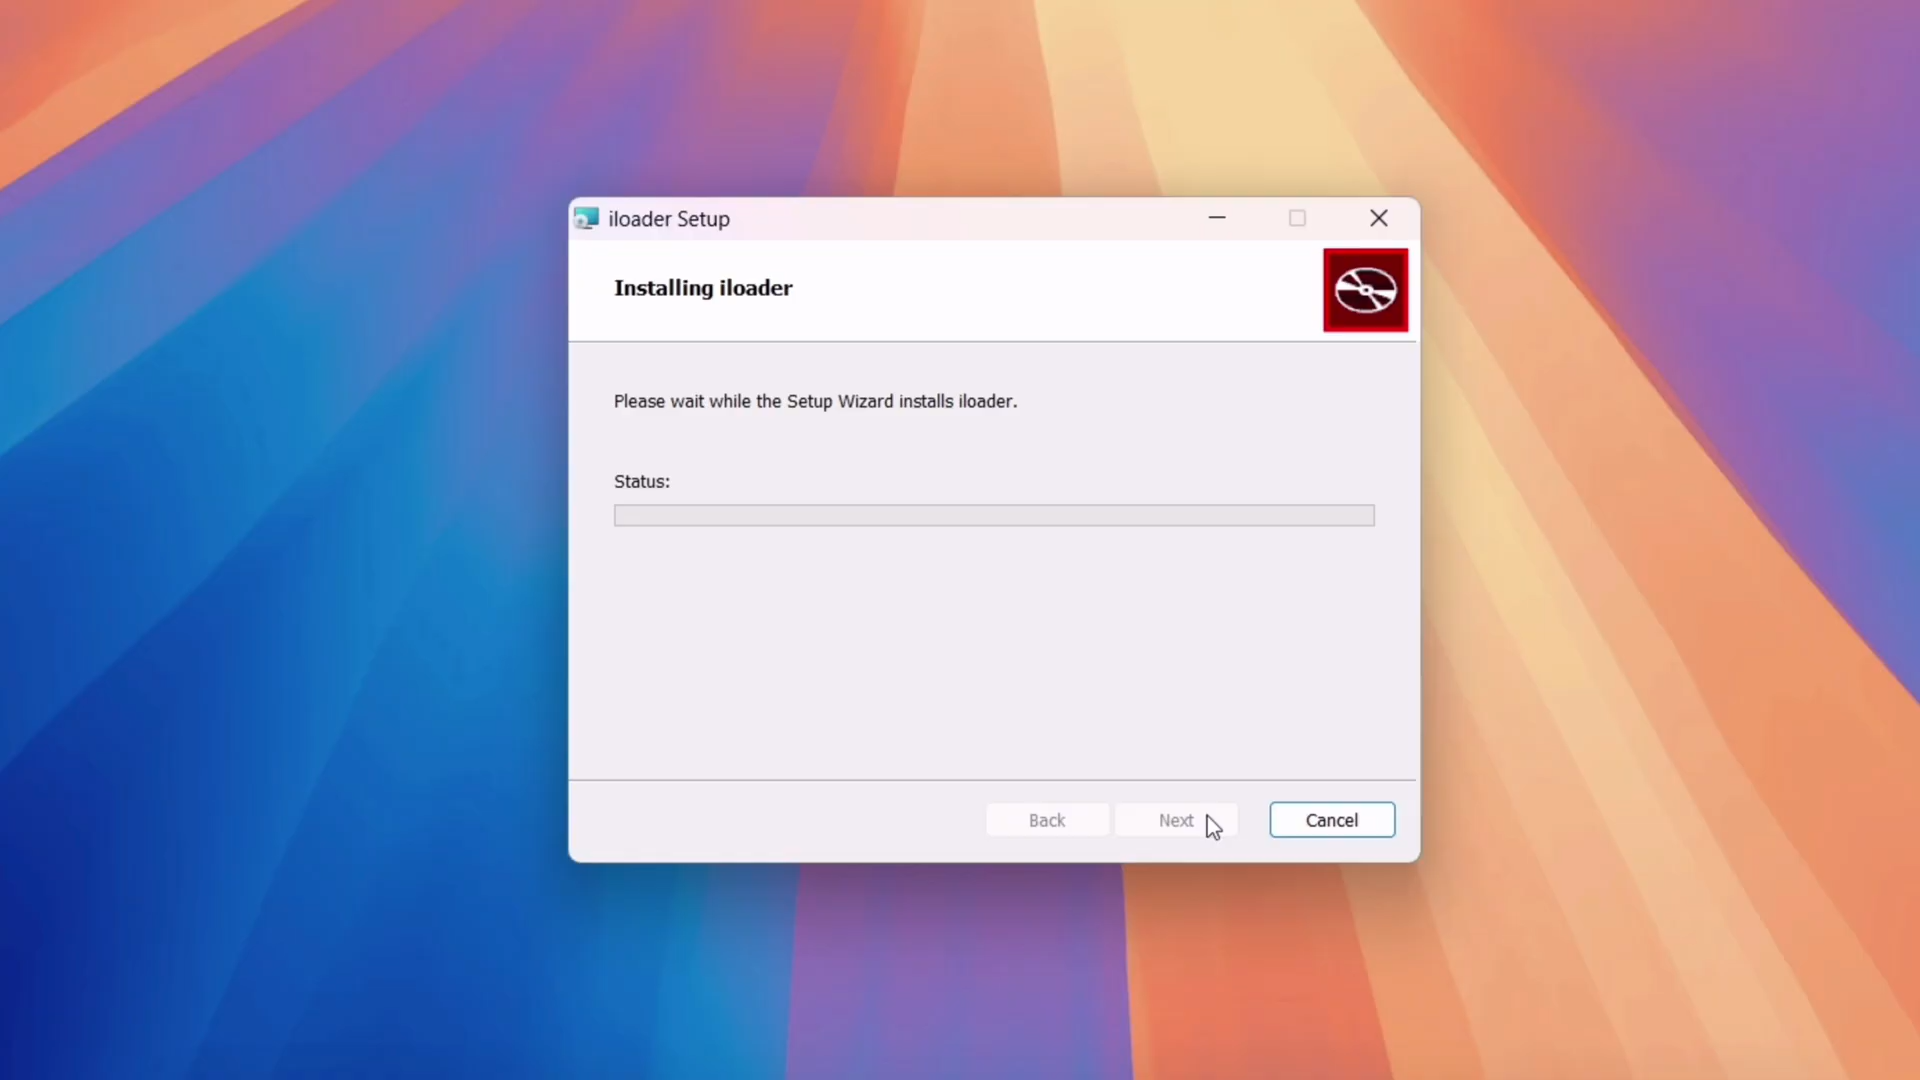 iloader Setup
Installing iloader
Please wait while the Setup Wizard installs iloader.
Status:
Back
Next
Cancel